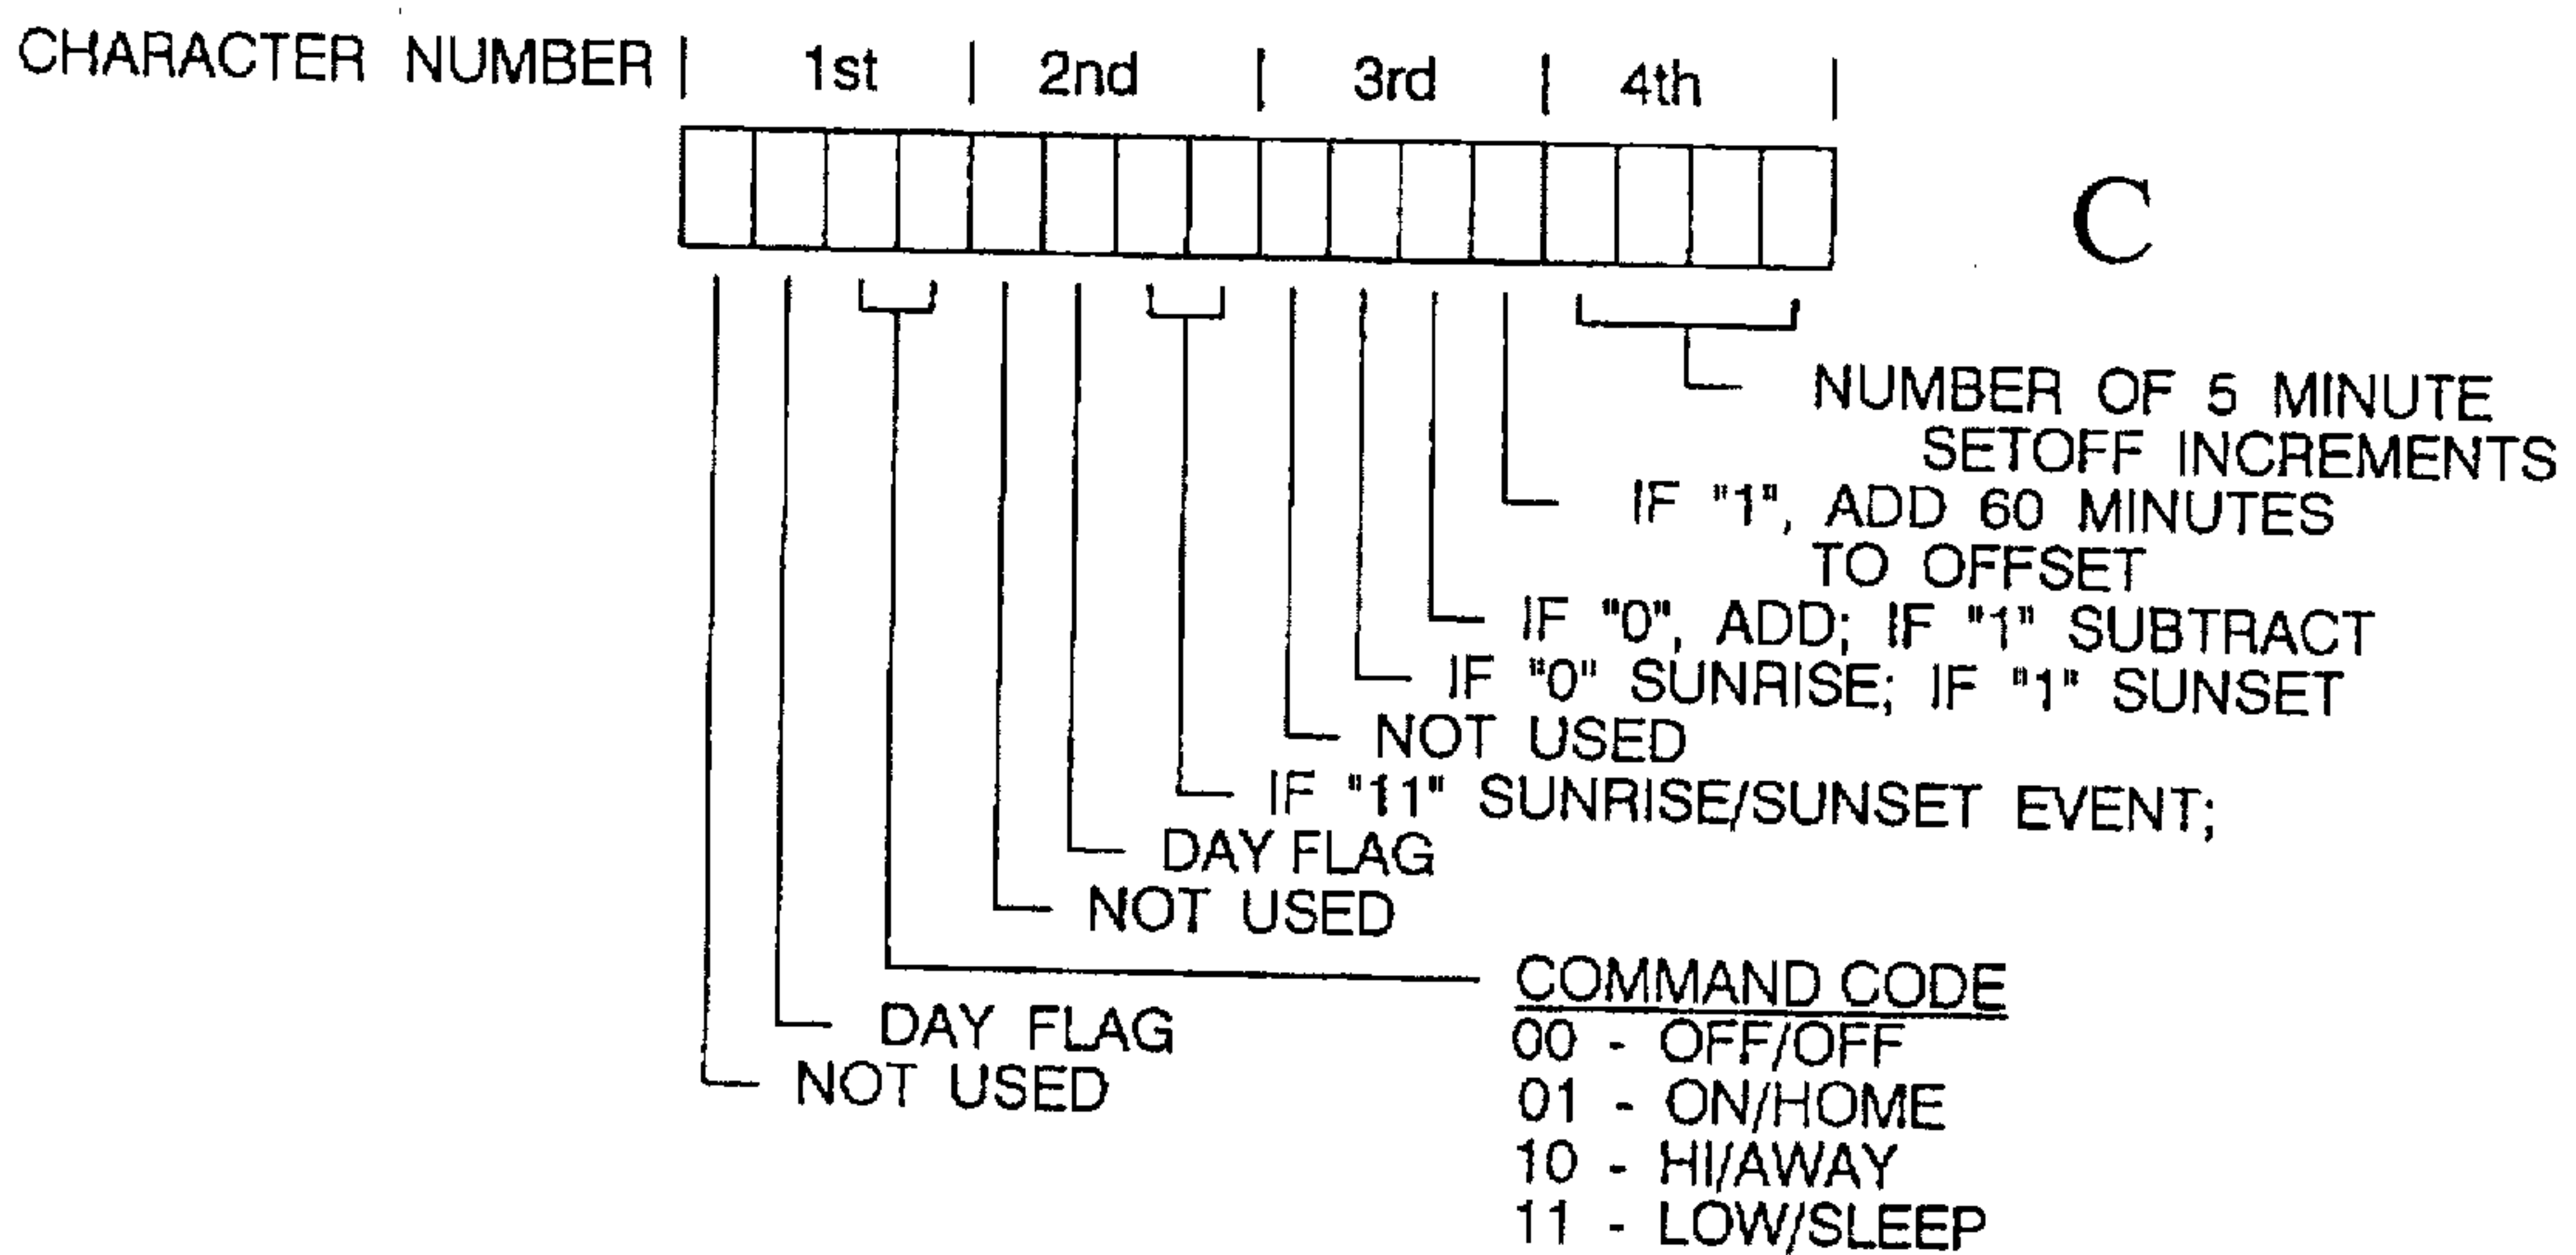 CHARACTER NUMBER | 1st | 2nd | 3rd | 4th |
C
NUMBER OF 5 MINUTE
SETOFF INCREMENTS
IF "1", ADD 60 MINUTES
TO OFFSET
IF "0", ADD; IF "1" SUBTRACT
IF "0" SUNRISE; IF "1" SUNSET
NOT USED
IF "11" SUNRISE/SUNSET EVENT;
DAY FLAG
NOT USED
COMMAND CODE
00 - OFF/OFF
01 - ON/HOME
10 - HI/AWAY
11 - LOW/SLEEP
DAY FLAG
NOT USED